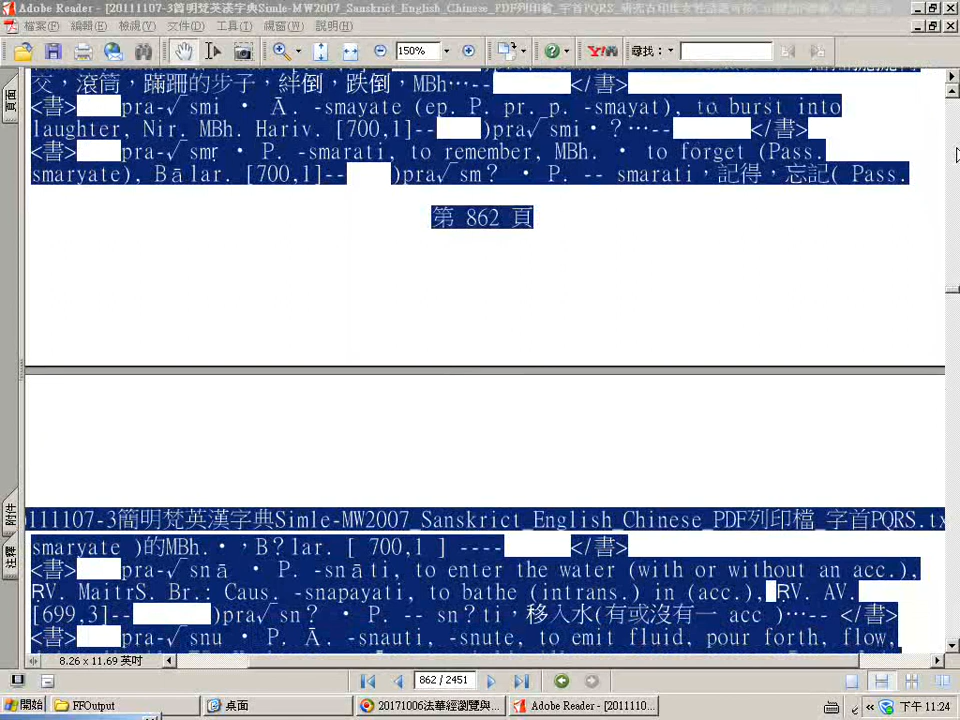 Adobe Reader - [20111107-3簡明梵英漢字典Simle-MW2007_Sanskrict_English_Chinese_PDF列印檔_字首PQRS_
檔案(F) 編輯(E) 檢視(V) 文件(D) 工具(T) 視窗(W) 說明(H)
150% 尋找：
頁面
交，滾筒，蹣跚的步子，絆倒，跌倒，MBh…-- </書>
<書> pra-√smi ‧ Ā. -smayate (ep. P. pr. p. -smayat), to burst into
laughter, Nir. MBh. Hariv. [700,1]-- )pra√smi‧？…-- </書>
<書> pra-√smṛ ‧ P. -smarati, to remember, MBh. ‧ to forget (Pass.
smaryate), Bālar. [700,1]-- )pra√sm？ ‧ P. -- smarati，記得，忘記( Pass.
第 862 頁
111107-3簡明梵英漢字典Simle-MW2007_Sanskrict_English_Chinese_PDF列印檔_字首PQRS.tx
smaryate )的MBh.‧，B？lar. [ 700,1 ] ---- </書>
<書> pra-√snā ‧ P. -snāti, to enter the water (with or without an acc.),
RV. MaitrS. Br.: Caus. -snapayati, to bathe (intrans.) in (acc.), RV. AV.
[699,3]-- )pra√sn？ ‧ P. -- sn？ti，移入水(有或沒有一 acc )…-- </書>
<書> pra-√snu ‧ P. Ā. -snauti, -snute, to emit fluid, pour forth, flow,
附件
注釋
8.26 x 11.69 英吋
862 / 2451
開始 FFOutput 桌面 20171006法華經瀏覽與... Adobe Reader - [20111... 下午 11:24